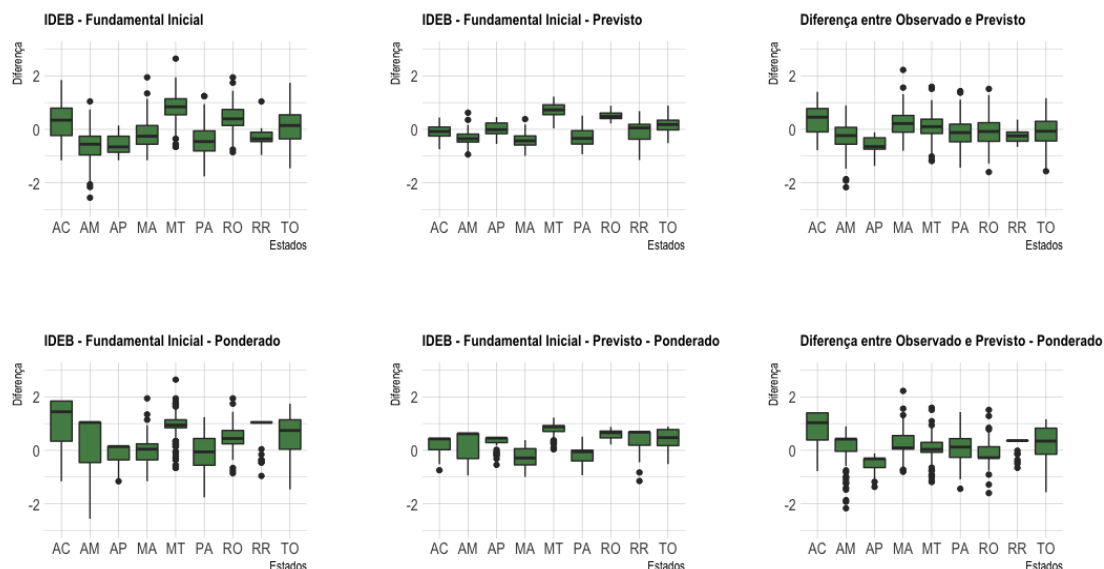 IDEB - Fundamental Inicial
Diferença
2
0
-2
AC AM AP MA MT PA RO RR TO
Estados
IDEB - Fundamental Inicial - Previsto
Diferença
2
0
-2
AC AM AP MA MT PA RO RR TO
Estados
Diferença entre Observado e Previsto
Diferença
2
0
-2
AC AM AP MA MT PA RO RR TO
Estados
IDEB - Fundamental Inicial - Ponderado
Diferença
2
0
-2
AC AM AP MA MT PA RO RR TO
Estados
IDEB - Fundamental Inicial - Previsto - Ponderado
Diferença
2
0
-2
AC AM AP MA MT PA RO RR TO
Estados
Diferença entre Observado e Previsto - Ponderado
Diferença
2
0
-2
AC AM AP MA MT PA RO RR TO
Estados